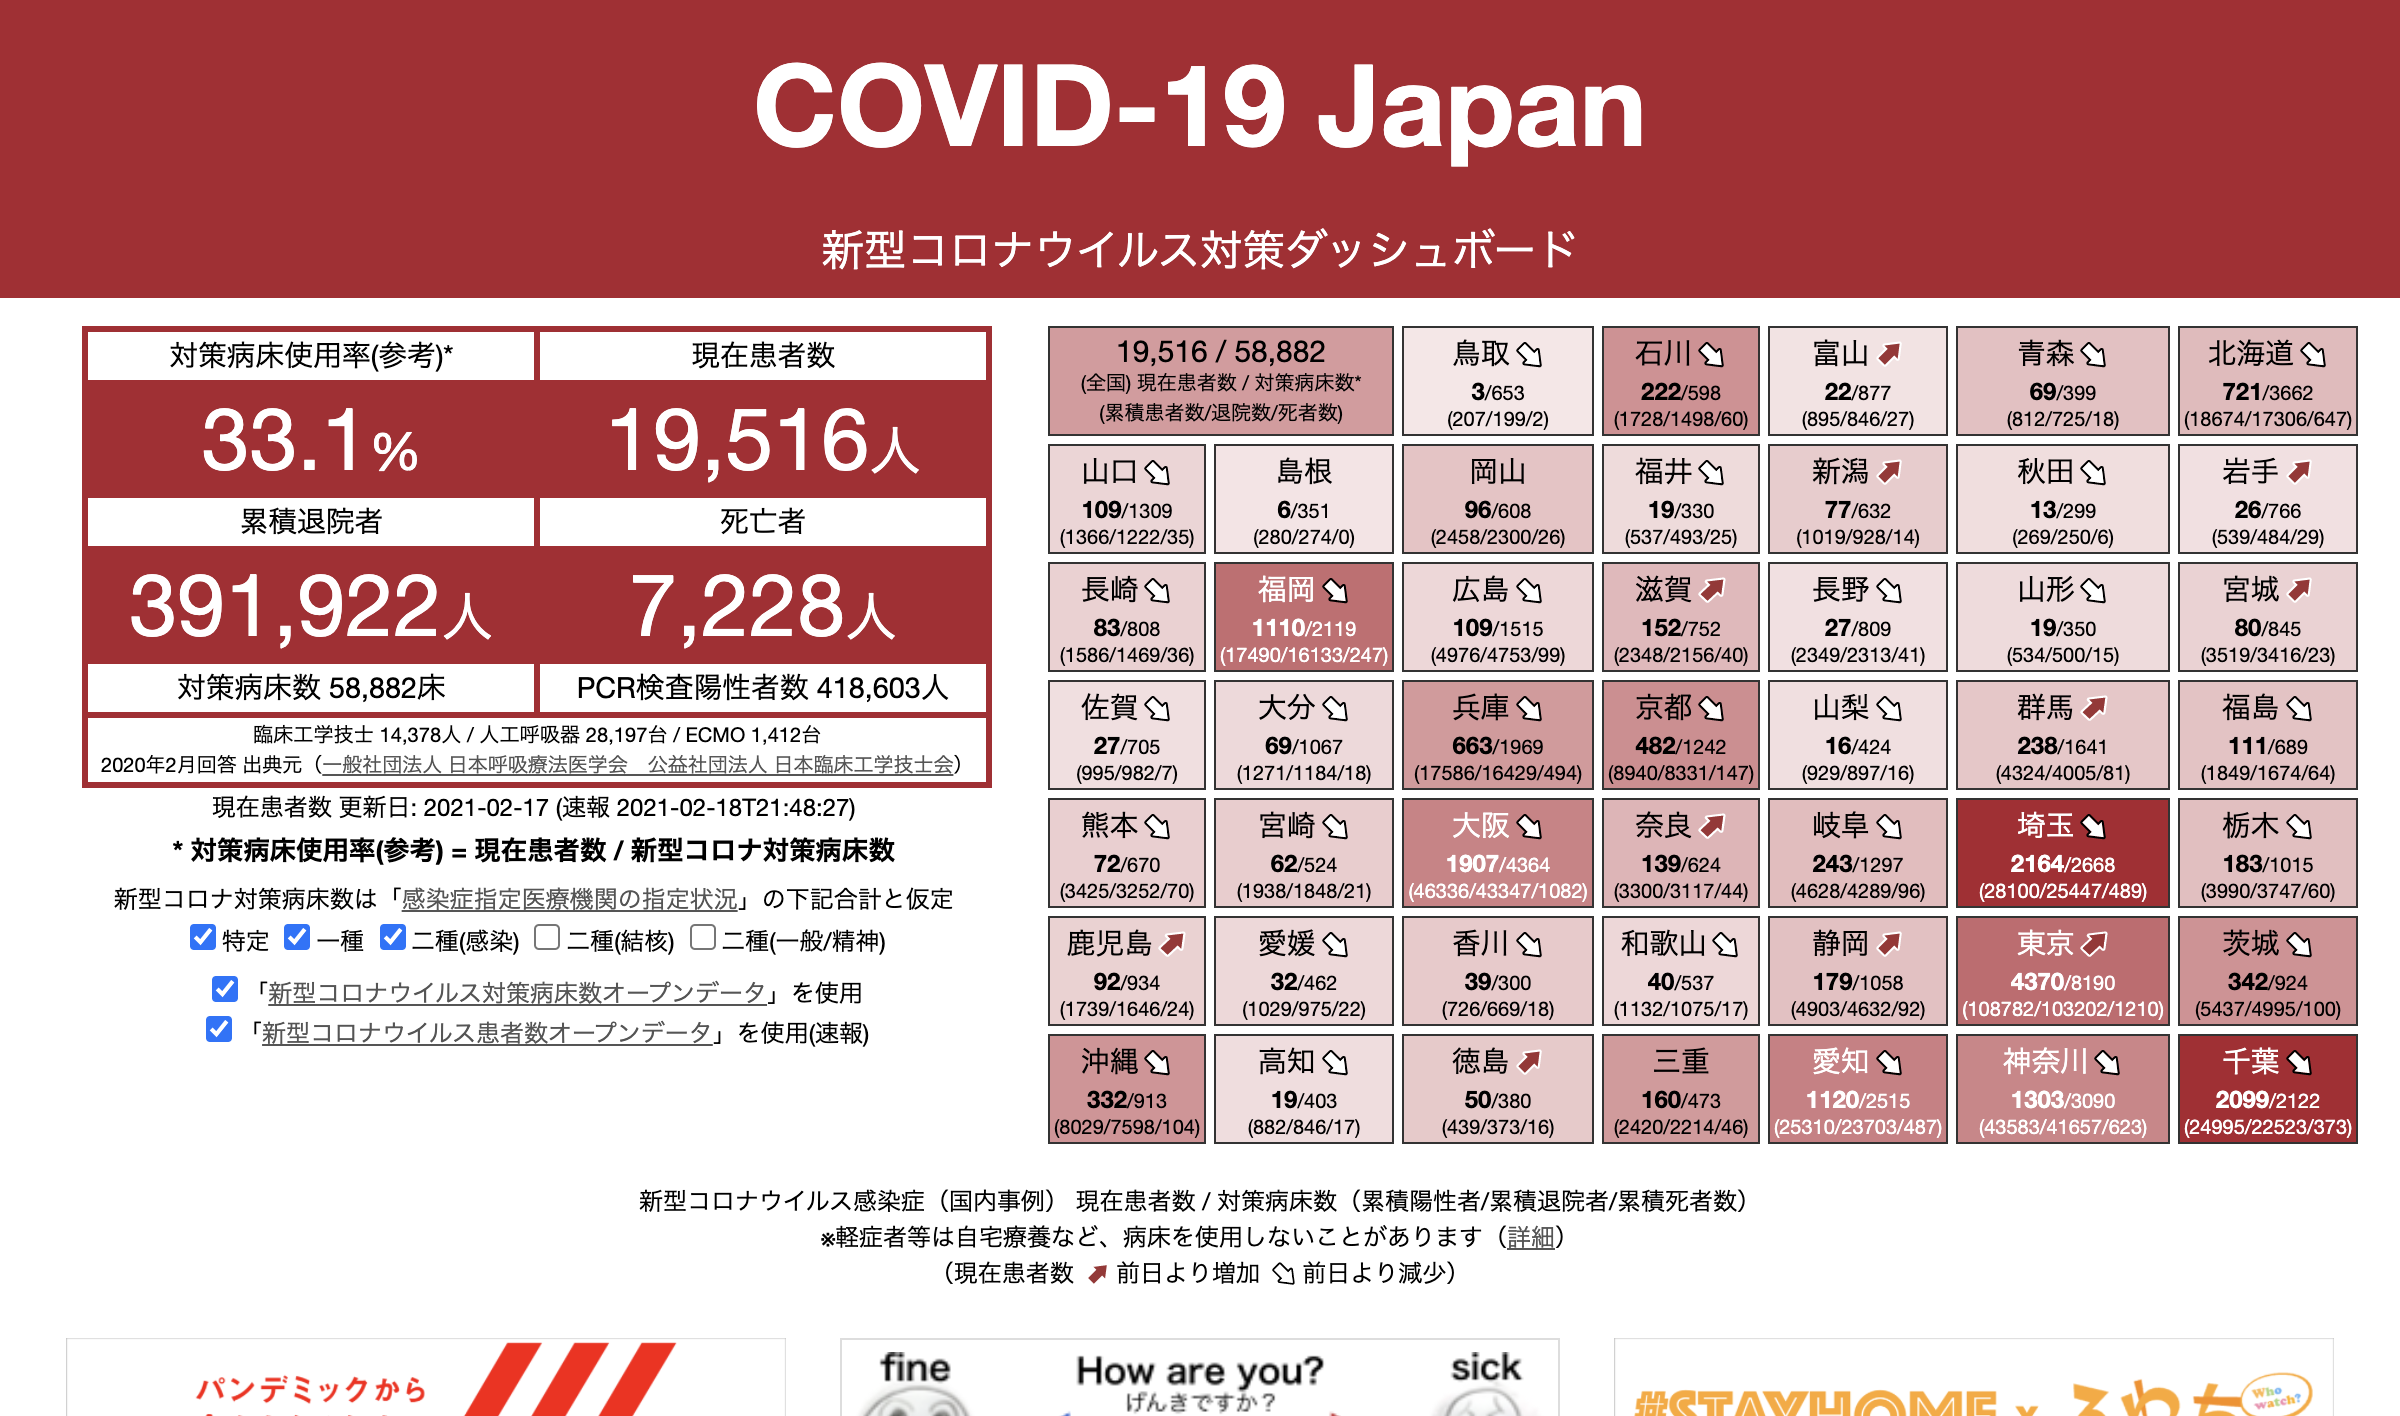 COVID-19 Japan
新型コロナウイルス対策ダッシュボード
対策病床使用率(参考)* 現在患者数
33.1% 19,516人
累積退院者 死亡者
391,922人 7,228人
対策病床数 58,882床 PCR検査陽性者数 418,603人
臨床工学技士 14,378人 / 人工呼吸器 28,197台 / ECMO 1,412台
2020年2月回答 出典元（一般社団法人 日本呼吸療法医学会　公益社団法人 日本臨床工学技士会）
現在患者数 更新日: 2021-02-17 (速報 2021-02-18T21:48:27)
* 対策病床使用率(参考) = 現在患者数 / 新型コロナ対策病床数
新型コロナ対策病床数は「感染症指定医療機関の指定状況」の下記合計と仮定
特定 一種 二種(感染) 二種(結核) 二種(一般/精神)
「新型コロナウイルス対策病床数オープンデータ」を使用
「新型コロナウイルス患者数オープンデータ」を使用(速報)
19,516 / 58,882
(全国) 現在患者数 / 対策病床数*
(累積患者数/退院数/死者数)
鳥取
3/653
(207/199/2)
石川
222/598
(1728/1498/60)
富山
22/877
(895/846/27)
青森
69/399
(812/725/18)
北海道
721/3662
(18674/17306/647)
山口
109/1309
(1366/1222/35)
島根
6/351
(280/274/0)
岡山
96/608
(2458/2300/26)
福井
19/330
(537/493/25)
新潟
77/632
(1019/928/14)
秋田
13/299
(269/250/6)
岩手
26/766
(539/484/29)
長崎
83/808
(1586/1469/36)
福岡
1110/2119
(17490/16133/247)
広島
109/1515
(4976/4753/99)
滋賀
152/752
(2348/2156/40)
長野
27/809
(2349/2313/41)
山形
19/350
(534/500/15)
宮城
80/845
(3519/3416/23)
佐賀
27/705
(995/982/7)
大分
69/1067
(1271/1184/18)
兵庫
663/1969
(17586/16429/494)
京都
482/1242
(8940/8331/147)
山梨
16/424
(929/897/16)
群馬
238/1641
(4324/4005/81)
福島
111/689
(1849/1674/64)
熊本
72/670
(3425/3252/70)
宮崎
62/524
(1938/1848/21)
大阪
1907/4364
(46336/43347/1082)
奈良
139/624
(3300/3117/44)
岐阜
243/1297
(4628/4289/96)
埼玉
2164/2668
(28100/25447/489)
栃木
183/1015
(3990/3747/60)
鹿児島
92/934
(1739/1646/24)
愛媛
32/462
(1029/975/22)
香川
39/300
(726/669/18)
和歌山
40/537
(1132/1075/17)
静岡
179/1058
(4903/4632/92)
東京
4370/8190
(108782/103202/1210)
茨城
342/924
(5437/4995/100)
沖縄
332/913
(8029/7598/104)
高知
19/403
(882/846/17)
徳島
50/380
(439/373/16)
三重
160/473
(2420/2214/46)
愛知
1120/2515
(25310/23703/487)
神奈川
1303/3090
(43583/41657/623)
千葉
2099/2122
(24995/22523/373)
新型コロナウイルス感染症（国内事例） 現在患者数 / 対策病床数（累積陽性者/累積退院者/累積死者数）
※軽症者等は自宅療養など、病床を使用しないことがあります（詳細）
（現在患者数 前日より増加 前日より減少）
パンデミックから
fine How are you? sick
げんきですか？
#STAYHOME x ふわっち
Who watch?